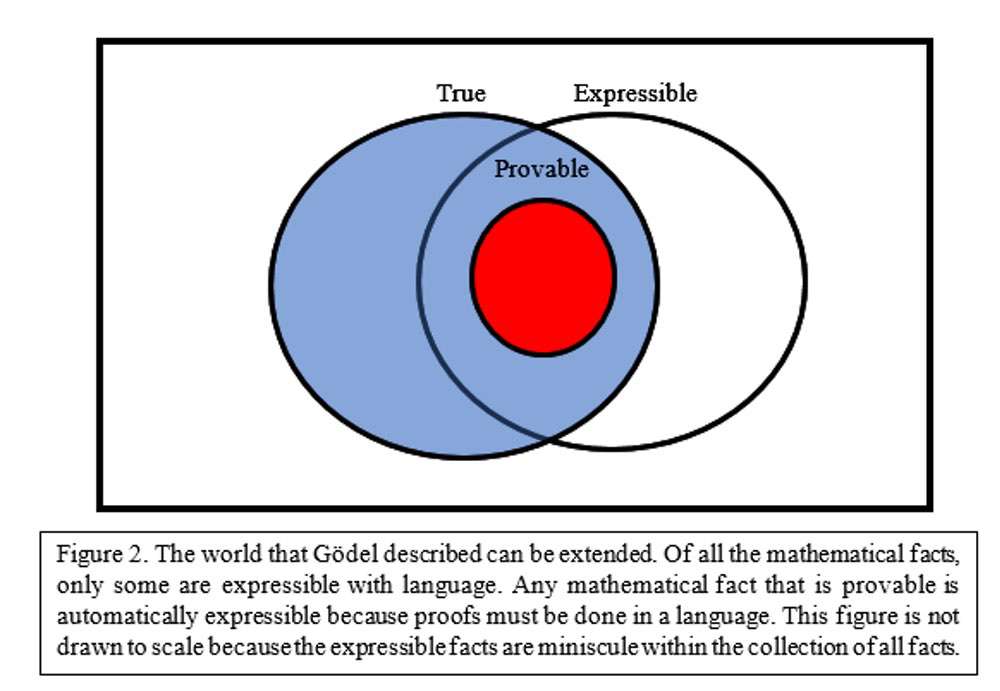 True
Expressible
Provable
Figure 2. The world that Gödel described can be extended. Of all the mathematical facts,
only some are expressible with language. Any mathematical fact that is provable is
automatically expressible because proofs must be done in a language. This figure is not
drawn to scale because the expressible facts are miniscule within the collection of all facts.